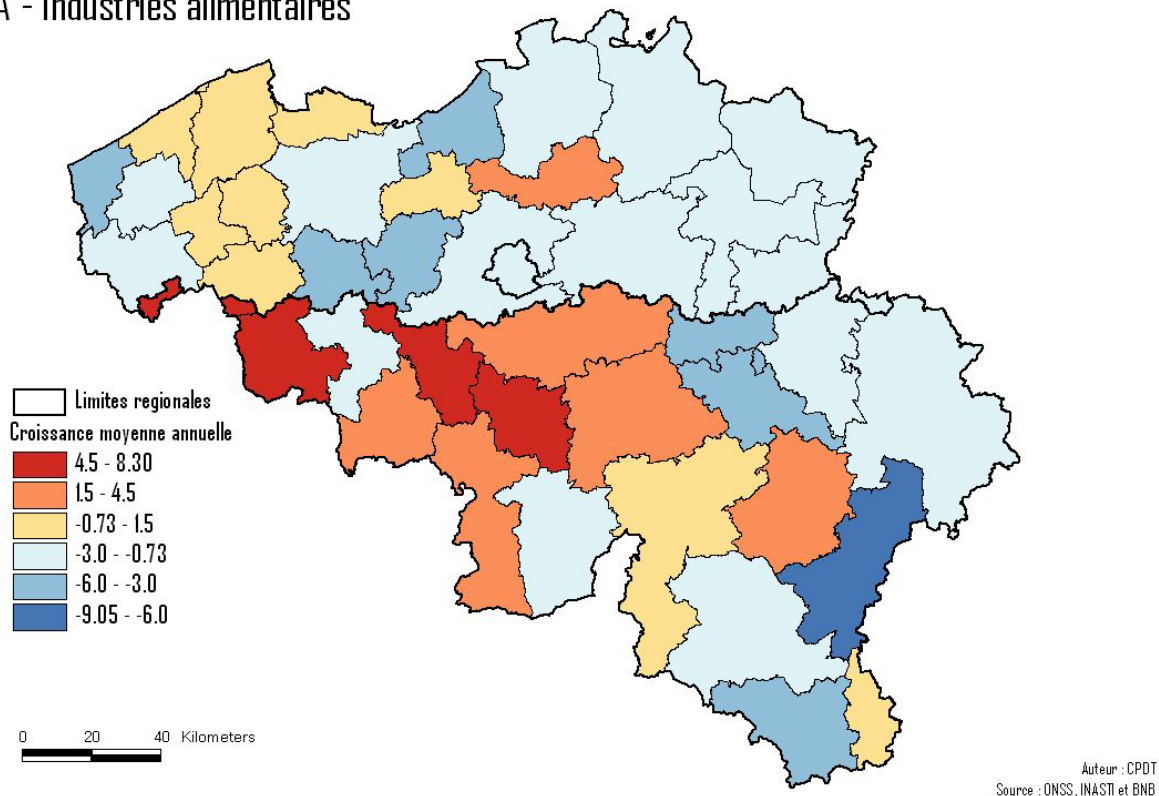 A - Industries alimentaires
Limites regionales
Croissance moyenne annuelle
4.5 - 8.30
1.5 - 4.5
-0.73 - 1.5
-3.0 - -0.73
-6.0 - -3.0
-9.05 - -6.0
0 20 40 Kilometers
Auteur : CPDT
Source : ONSS, INASTI et BNB